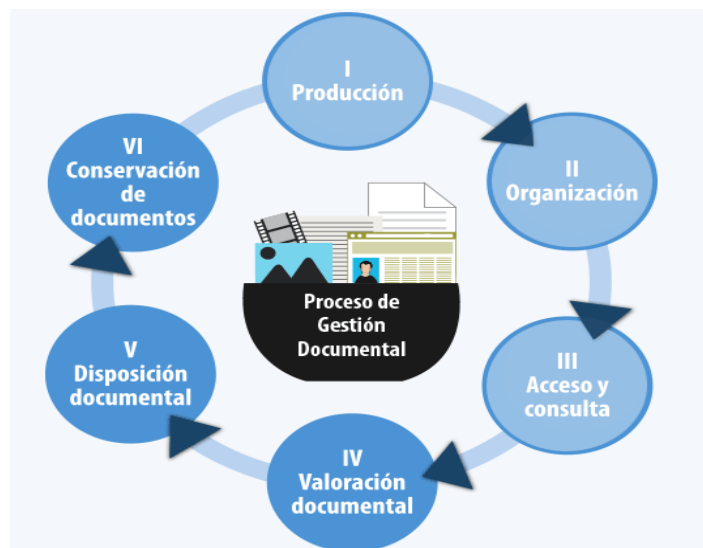 I
Producción
II
Organización
III
Acceso y
consulta
IV
Valoración
documental
V
Disposición
documental
VI
Conservación
de
documentos
Proceso de
Gestión
Documental